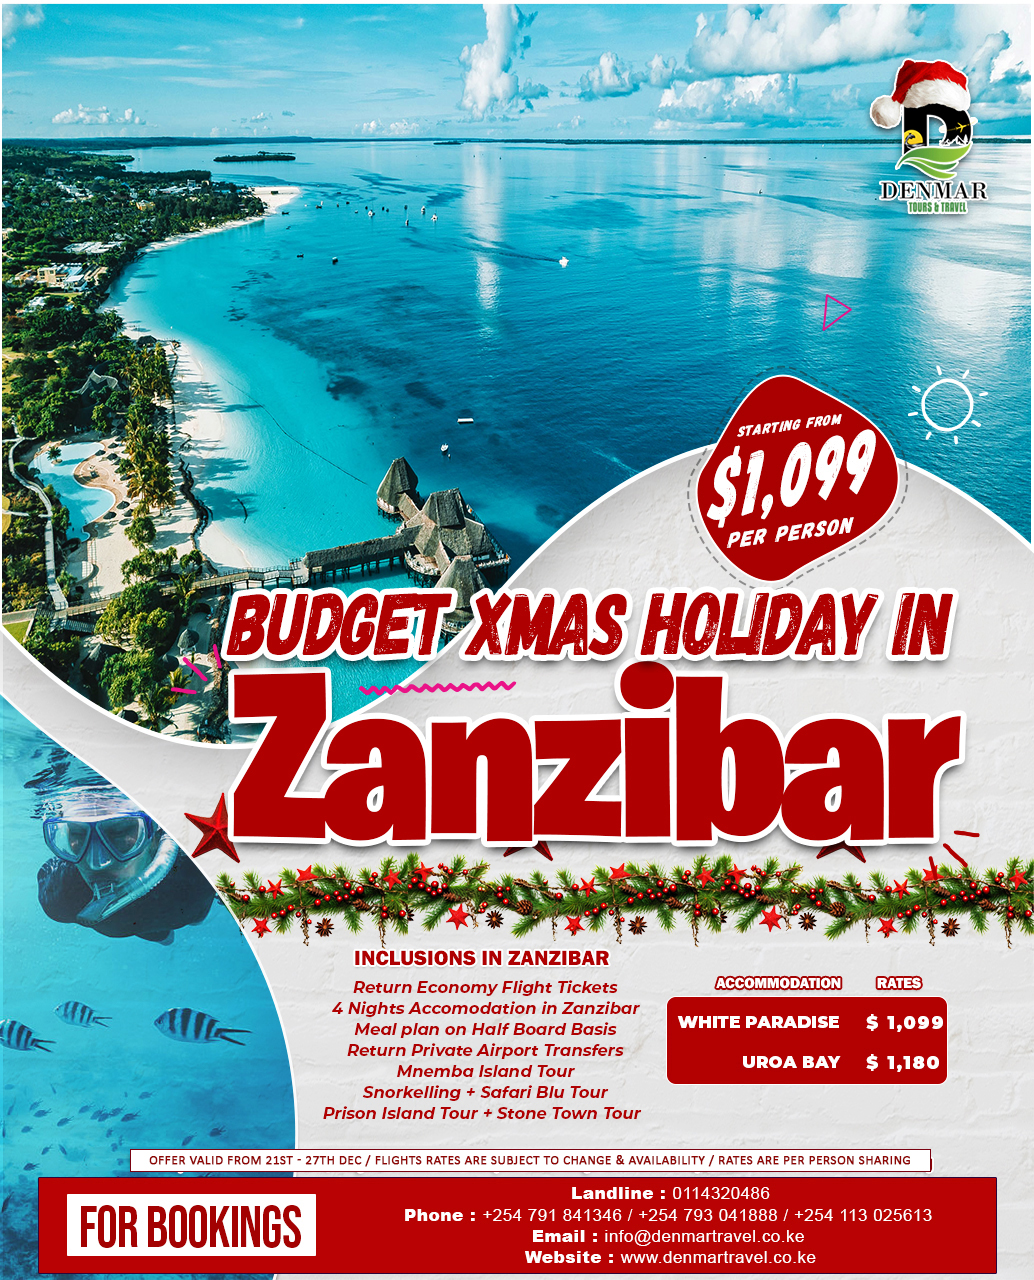 DENMAR
TOURS & TRAVEL
STARTING FROM
$1,099
PER PERSON
BUDGET XMAS HOLIDAY IN
Zanzibar
INCLUSIONS IN ZANZIBAR
Return Economy Flight Tickets
4 Nights Accomodation in Zanzibar
Meal plan on Half Board Basis
Return Private Airport Transfers
Mnemba Island Tour
Snorkelling + Safari Blu Tour
Prison Island Tour + Stone Town Tour
ACCOMMODATION RATES
WHITE PARADISE $ 1,099
UROA BAY $ 1,180
OFFER VALID FROM 21ST - 27TH DEC / FLIGHTS RATES ARE SUBJECT TO CHANGE & AVAILABILITY / RATES ARE PER PERSON SHARING
FOR BOOKINGS
Landline : 0114320486
Phone : +254 791 841346 / +254 793 041888 / +254 113 025613
Email : info@denmartravel.co.ke
Website : www.denmartravel.co.ke